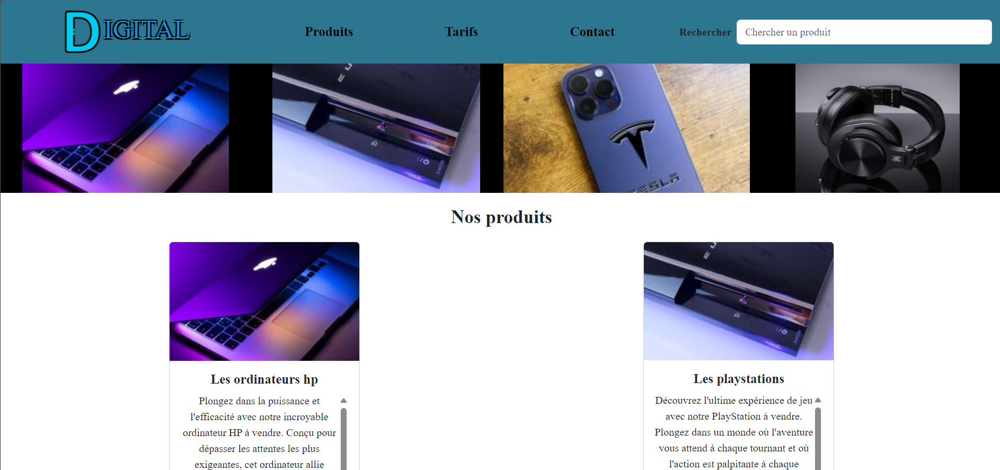 DIGITAL
Produits
Tarifs
Contact
Rechercher
Chercher un produit
TESLA
SONY
Nos produits
Les ordinateurs hp
Plongez dans la puissance et
l'efficacité avec notre incroyable
ordinateur HP à vendre. Conçu pour
dépasser les attentes les plus
exigeantes, cet ordinateur allie
SONY
Les playstations
Découvrez l'ultime expérience de jeu
avec notre PlayStation à vendre.
Plongez dans un monde où l'aventure
vous attend à chaque tournant et où
l'action est palpitante à chaque